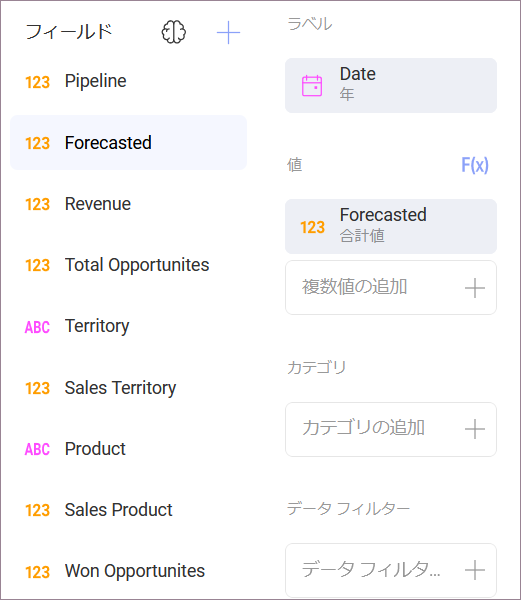 フィールド
123 Pipeline
123 Forecasted
123 Revenue
123 Total Opportunites
ABC Territory
123 Sales Territory
ABC Product
123 Sales Product
123 Won Opportunites
ラベル
Date
年
値 F(x)
123 Forecasted
合計値
複数値の追加
カテゴリ
カテゴリの追加
データ フィルター
データ フィルタ...